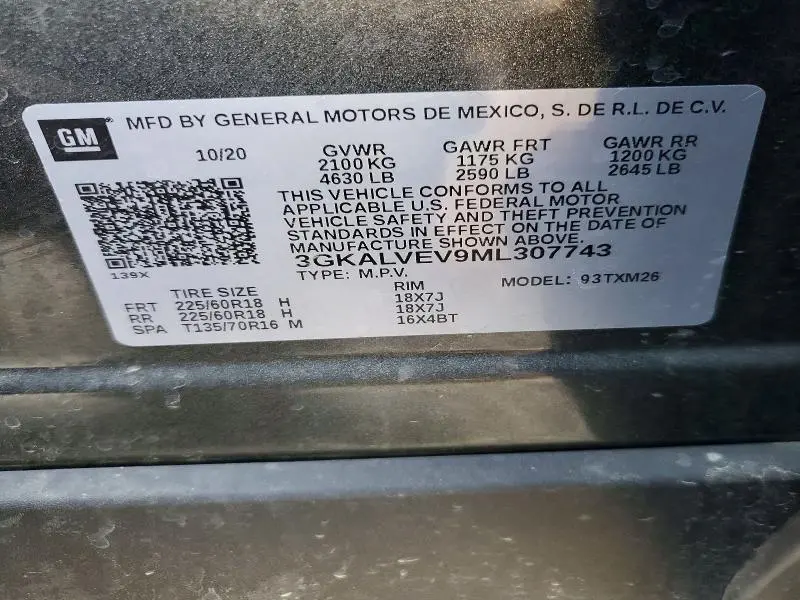 GM
MFD BY GENERAL MOTORS DE MEXICO, S. DE R.L. DE C.V.
10/20 GVWR GAWR FRT GAWR RR
2100 KG 1175 KG 1200 KG
4630 LB 2590 LB 2645 LB
THIS VEHICLE CONFORMS TO ALL
APPLICABLE U.S. FEDERAL MOTOR
VEHICLE SAFETY AND THEFT PREVENTION
STANDARDS IN EFFECT ON THE DATE OF
MANUFACTURE SHOWN ABOVE.
3GKALVEV9ML307743
139X
TYPE: M.P.V. MODEL: 93TXM26
TIRE SIZE RIM
FRT 225/60R18 H 18X7J
RR 225/60R18 H 18X7J
SPA T135/70R16 M 16X4BT